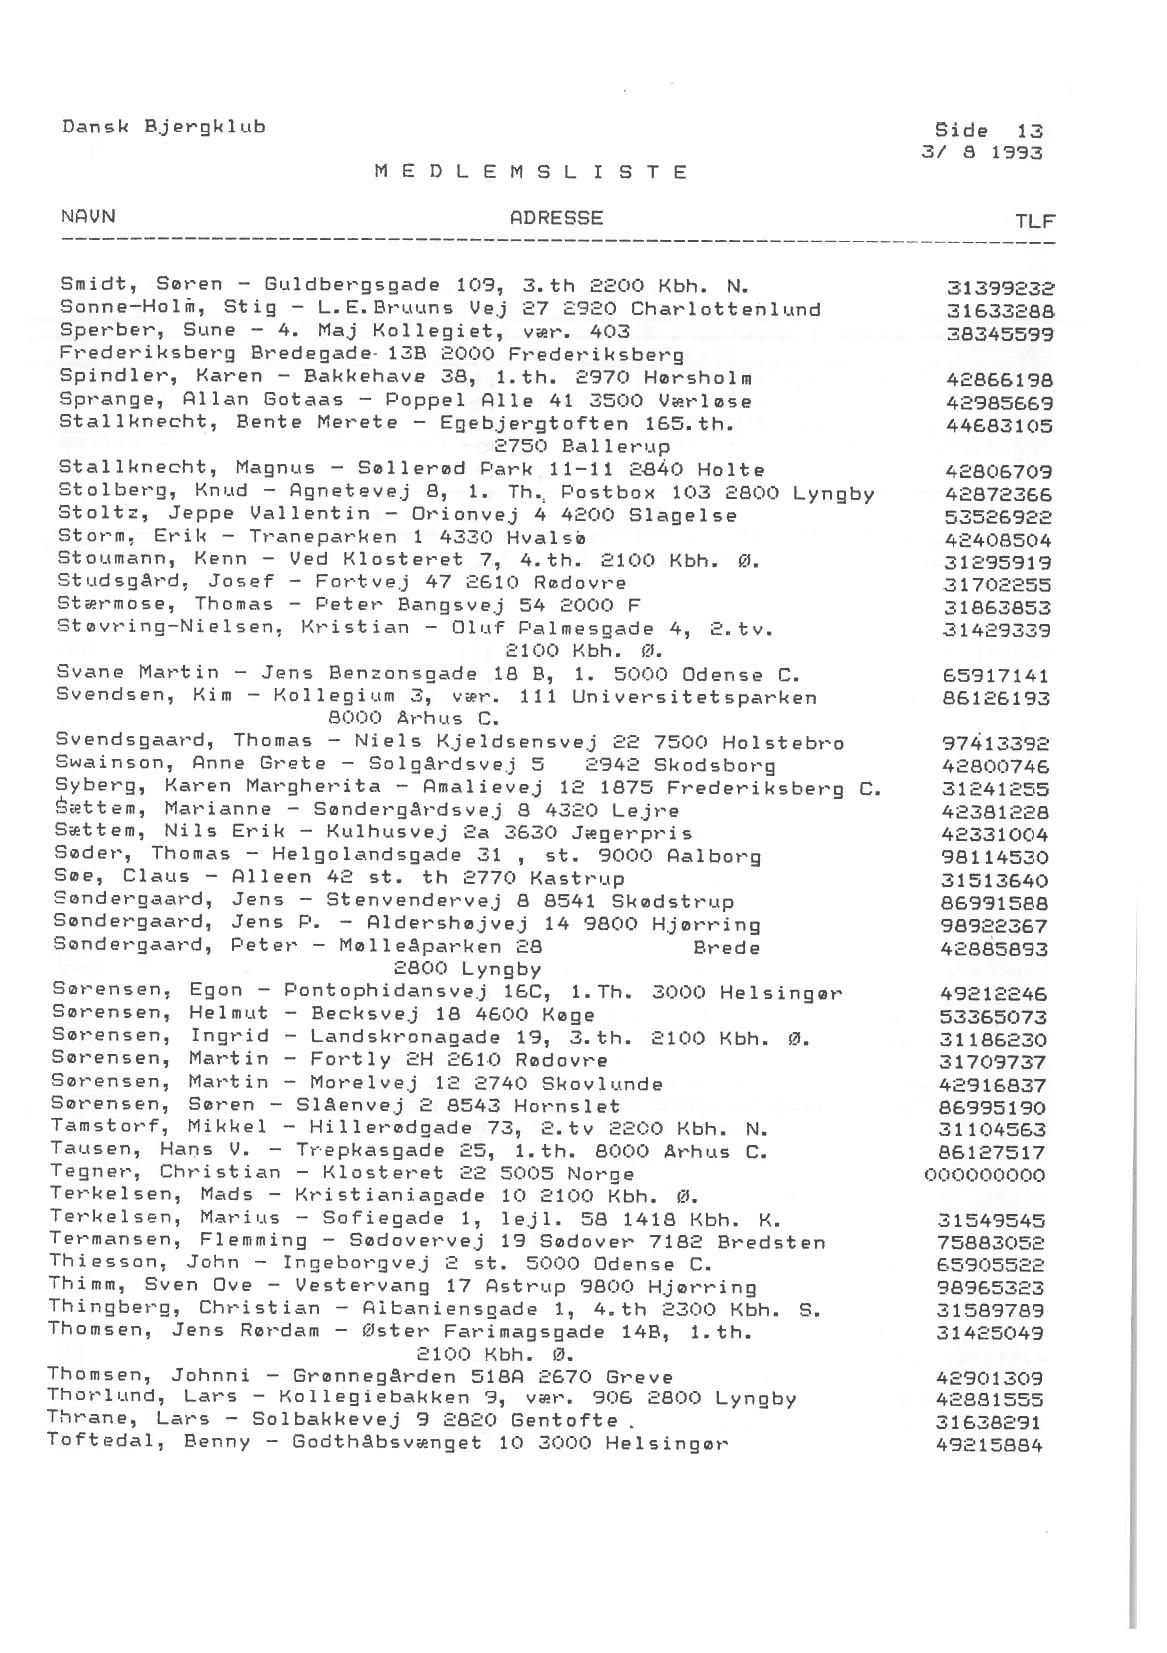 Dansk Bjergklub Side 13
3/ 8 1993
M E D L E M S L I S T E
NAVN ADRESSE TLF
Smidt, Søren - Guldbergsgade 109, 3.th 2200 Kbh. N. 31399232
Sonne-Holm, Stig - L.E.Bruuns Vej 27 2920 Charlottenlund 31633288
Sperber, Sune - 4. Maj Kollegiet, vær. 403 38345599
Frederiksberg Bredegade 13B 2000 Frederiksberg
Spindler, Karen - Bakkehave 38, 1.th. 2970 Hørsholm 42866198
Sprange, Allan Gotaas - Poppel Alle 41 3500 Værløse 42985669
Stallknecht, Bente Merete - Egebjergtoften 165.th. 44683105
2750 Ballerup
Stallknecht, Magnus - Søllerød Park 11-11 2840 Holte 42806709
Stolberg, Knud - Agnetevej 8, 1. Th. Postbox 103 2800 Lyngby 42872366
Stoltz, Jeppe Vallentin - Orionvej 4 4200 Slagelse 53526922
Storm, Erik - Traneparken 1 4330 Hvalsø 42408504
Stoumann, Kenn - Ved Klosteret 7, 4.th. 2100 Kbh. Ø. 31295919
Studsgård, Josef - Fortvej 47 2610 Rødovre 31702255
Stærmose, Thomas - Peter Bangsvej 54 2000 F 31863853
Støvring-Nielsen, Kristian - Oluf Palmesgade 4, 2.tv. 31429339
2100 Kbh. Ø.
Svane Martin - Jens Benzonsgade 18 B, 1. 5000 Odense C. 65917141
Svendsen, Kim - Kollegium 3, vær. 111 Universitetsparken 86126193
8000 Arhus C.
Svendsgaard, Thomas - Niels Kjeldsensvej 22 7500 Holstebro 97413392
Swainson, Anne Grete - Solgårdsvej 5 2942 Skodsborg 42800746
Syberg, Karen Margherita - Amalievej 12 1875 Frederiksberg C. 31241255
Sættem, Marianne - Søndergårdsvej 8 4320 Lejre 42381228
Sættem, Nils Erik - Kulhusvej 2a 3630 Jægerpris 42331004
Søder, Thomas - Helgolandsgade 31 , st. 9000 Aalborg 98114530
Søe, Claus - Alleen 42 st. th 2770 Kastrup 31513640
Søndergaard, Jens - Stenvendervej 8 8541 Skødstrup 86991588
Søndergaard, Jens P. - Aldershøjvej 14 9800 Hjørring 98922367
Søndergaard, Peter - Mølleåparken 28 Brede 42885893
2800 Lyngby
Sørensen, Egon - Pontophidansvej 16C, 1.Th. 3000 Helsingør 49212246
Sørensen, Helmut - Becksvej 18 4600 Køge 53365073
Sørensen, Ingrid - Landskronagade 19, 3.th. 2100 Kbh. Ø. 31186230
Sørensen, Martin - Fortly 2H 2610 Rødovre 31709737
Sørensen, Martin - Morelvej 12 2740 Skovlunde 42916837
Sørensen, Søren - Slåenvej 2 8543 Hornslet 86995190
Tamstorf, Mikkel - Hillerødgade 73, 2.tv 2200 Kbh. N. 31104563
Tausen, Hans V. - Trepkasgade 25, 1.th. 8000 Arhus C. 86127517
Tegner, Christian - Klosteret 22 5005 Norge 000000000
Terkelsen, Mads - Kristianiagade 10 2100 Kbh. Ø.
Terkelsen, Marius - Sofiegade 1, lejl. 58 1418 Kbh. K. 31549545
Termansen, Flemming - Sødovervej 19 Sødover 7182 Bredsten 75883052
Thiesson, John - Ingeborgvej 2 st. 5000 Odense C. 65905522
Thimm, Sven Ove - Vestervang 17 Astrup 9800 Hjørring 98965323
Thingberg, Christian - Albaniensgade 1, 4.th 2300 Kbh. S. 31589789
Thomsen, Jens Rørdam - Øster Farimagsgade 14B, 1.th. 31425049
2100 Kbh. Ø.
Thomsen, Johnni - Grønnegården 518A 2670 Greve 42901309
Thorlund, Lars - Kollegiebakken 9, vær. 906 2800 Lyngby 42881555
Thrane, Lars - Solbakkevej 9 2820 Gentofte . 31638291
Toftedal, Benny - Godthåbsvænget 10 3000 Helsingør 49215884